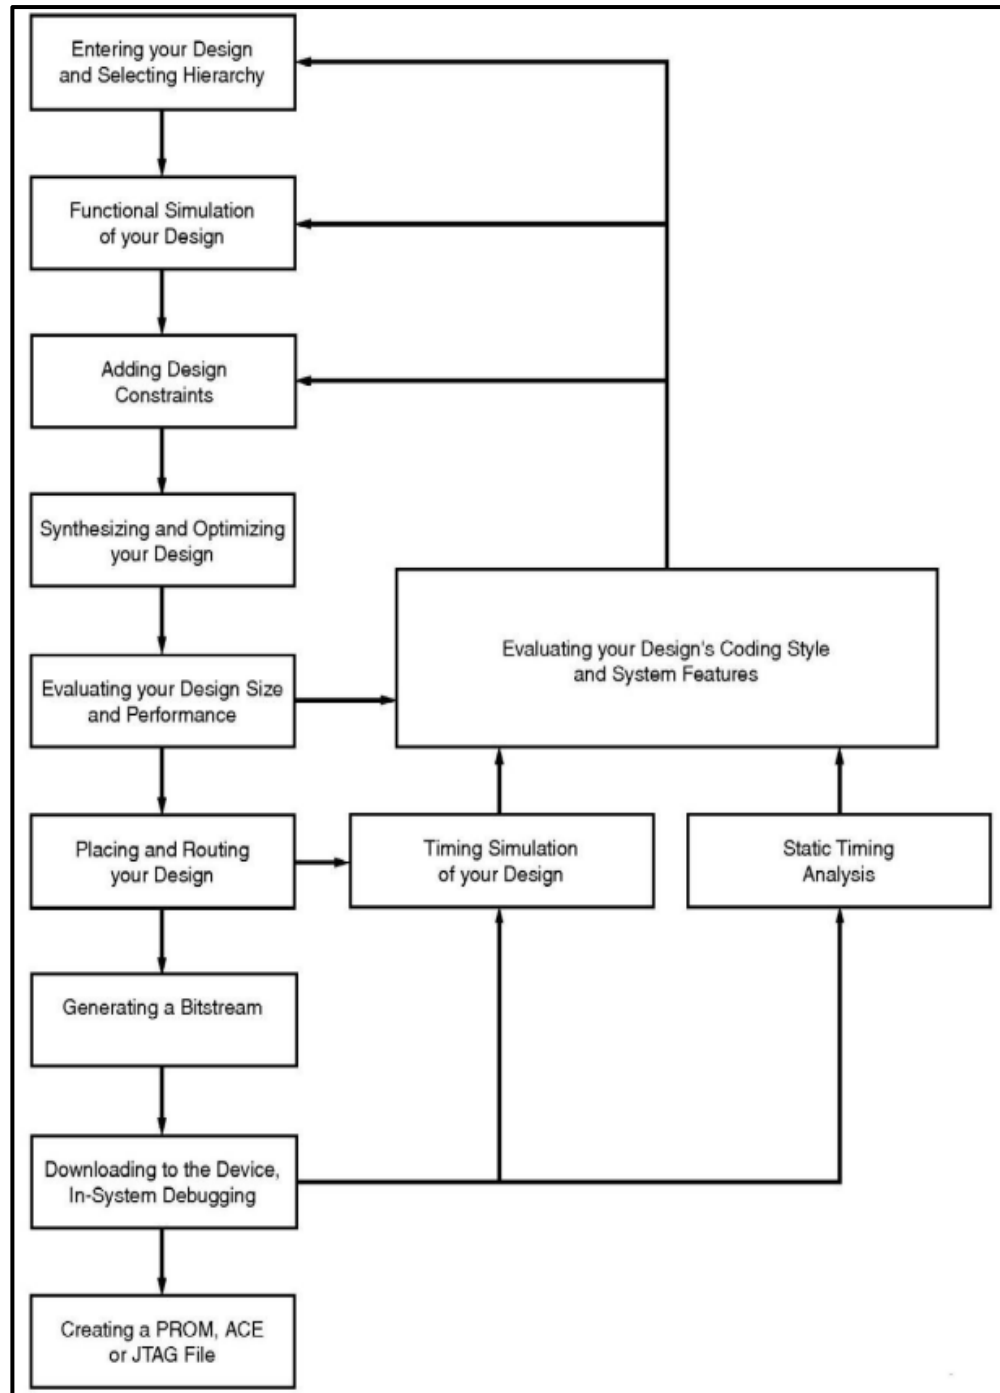 Entering your Design
and Selecting Hierarchy
Functional Simulation
of your Design
Adding Design
Constraints
Synthesizing and Optimizing
your Design
Evaluating your Design's Coding Style
and System Features
Evaluating your Design Size
and Performance
Placing and Routing
your Design
Timing Simulation
of your Design
Static Timing
Analysis
Generating a Bitstream
Downloading to the Device,
In-System Debugging
Creating a PROM, ACE
or JTAG File